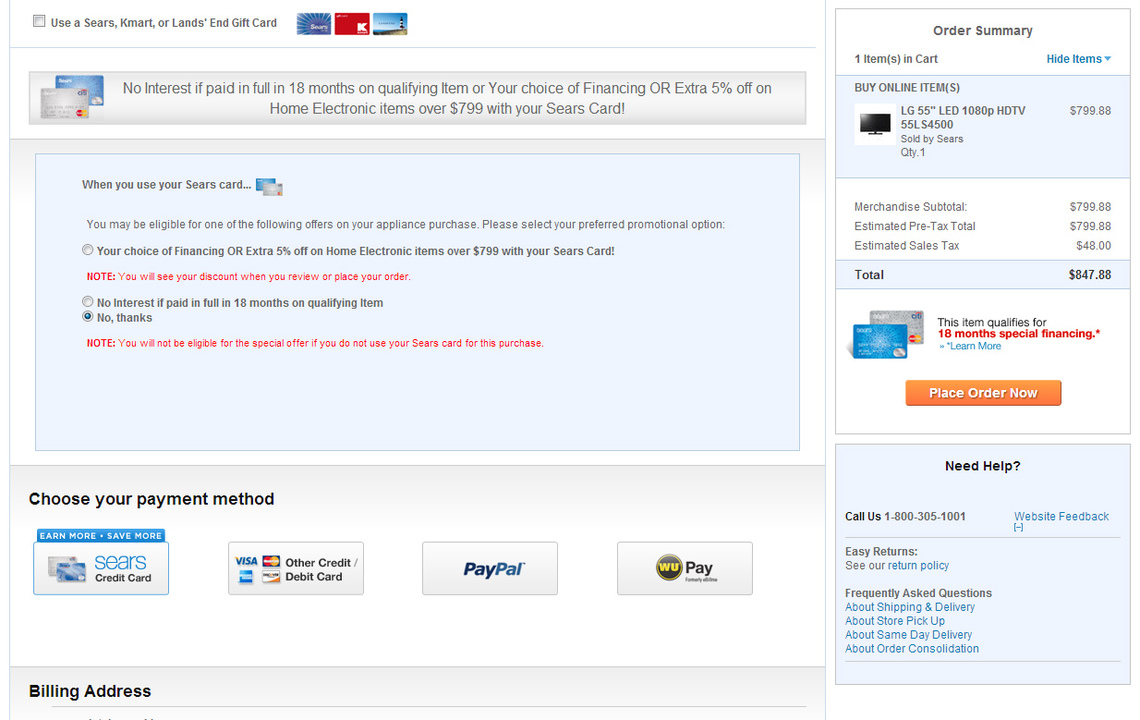 Use a Sears, Kmart, or Lands' End Gift Card
No Interest if paid in full in 18 months on qualifying Item or Your choice of Financing OR Extra 5% off on
Home Electronic items over $799 with your Sears Card!
When you use your Sears card...
You may be eligible for one of the following offers on your appliance purchase. Please select your preferred promotional option:
Your choice of Financing OR Extra 5% off on Home Electronic items over $799 with your Sears Card!
NOTE: You will see your discount when you review or place your order.
No Interest if paid in full in 18 months on qualifying Item
No, thanks
NOTE: You will not be eligible for the special offer if you do not use your Sears card for this purchase.
Choose your payment method
EARN MORE • SAVE MORE
sears
Credit Card
VISA
Other Credit /
Debit Card
PayPal
WU Pay
Formerly eBillme
Billing Address
Order Summary
1 Item(s) in Cart
Hide Items
BUY ONLINE ITEM(S)
LG 55" LED 1080p HDTV
55LS4500
$799.88
Sold by Sears
Qty.1
Merchandise Subtotal: $799.88
Estimated Pre-Tax Total $799.88
Estimated Sales Tax $48.00
Total $847.88
sears
citi
This item qualifies for
18 months special financing.*
» *Learn More
Place Order Now
Need Help?
Call Us 1-800-305-1001
Website Feedback
[–]
Easy Returns:
See our return policy
Frequently Asked Questions
About Shipping & Delivery
About Store Pick Up
About Same Day Delivery
About Order Consolidation